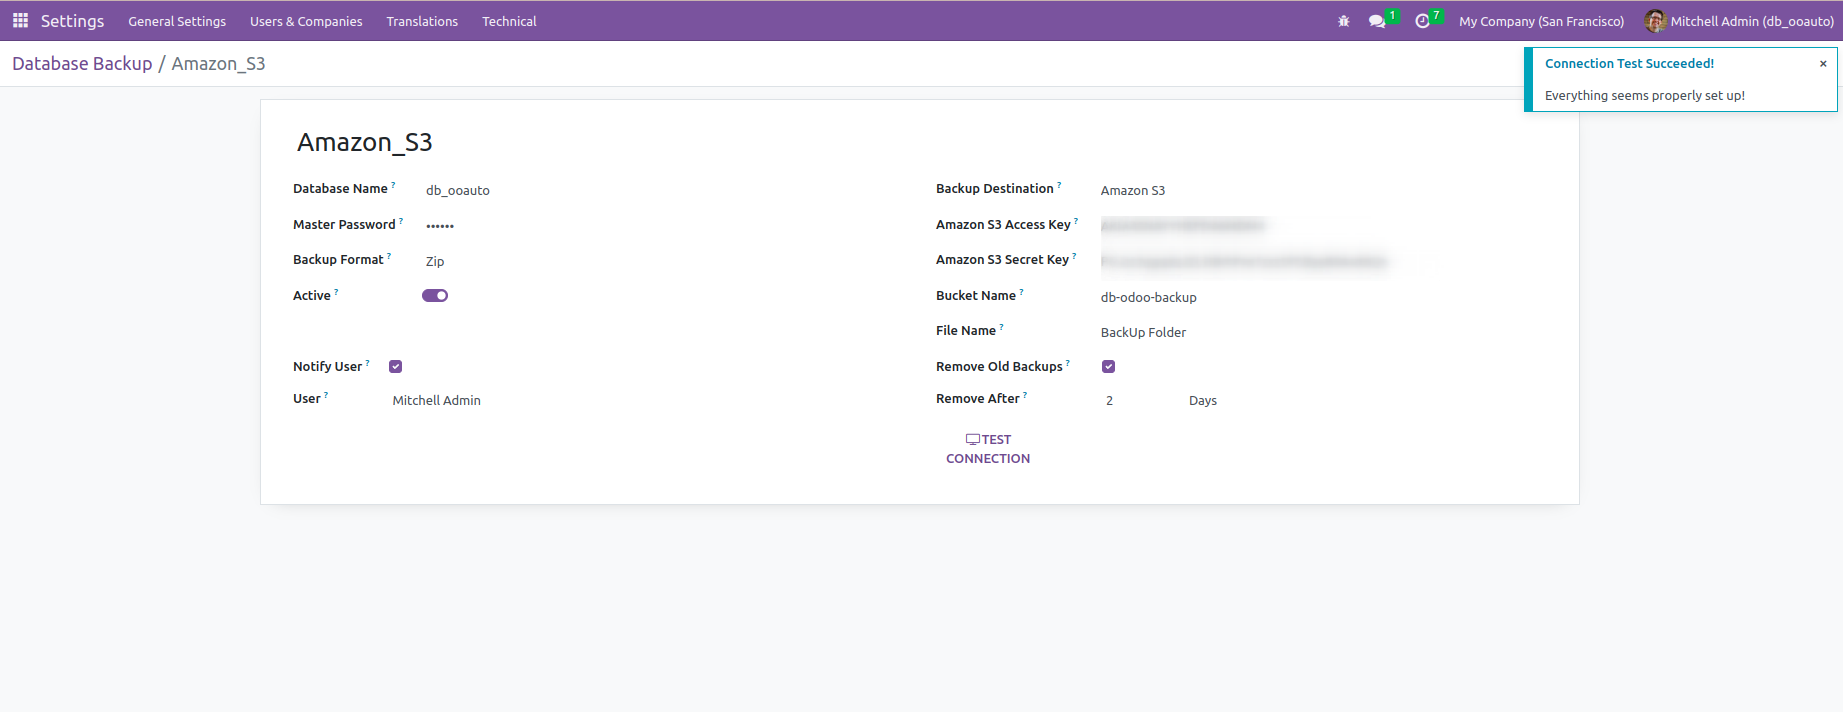 Settings General Settings Users & Companies Translations Technical 1 7 My Company (San Francisco) Mitchell Admin (db_ooauto)
Database Backup / Amazon_S3
Connection Test Succeeded! ×
Everything seems properly set up!
Amazon_S3
Database Name ? db_ooauto
Master Password ? ••••••
Backup Format ? Zip
Active ?
Notify User ?
User ? Mitchell Admin
Backup Destination ? Amazon S3
Amazon S3 Access Key ?
Amazon S3 Secret Key ?
Bucket Name ? db-odoo-backup
File Name ? BackUp Folder
Remove Old Backups ?
Remove After ? 2 Days
TEST
CONNECTION